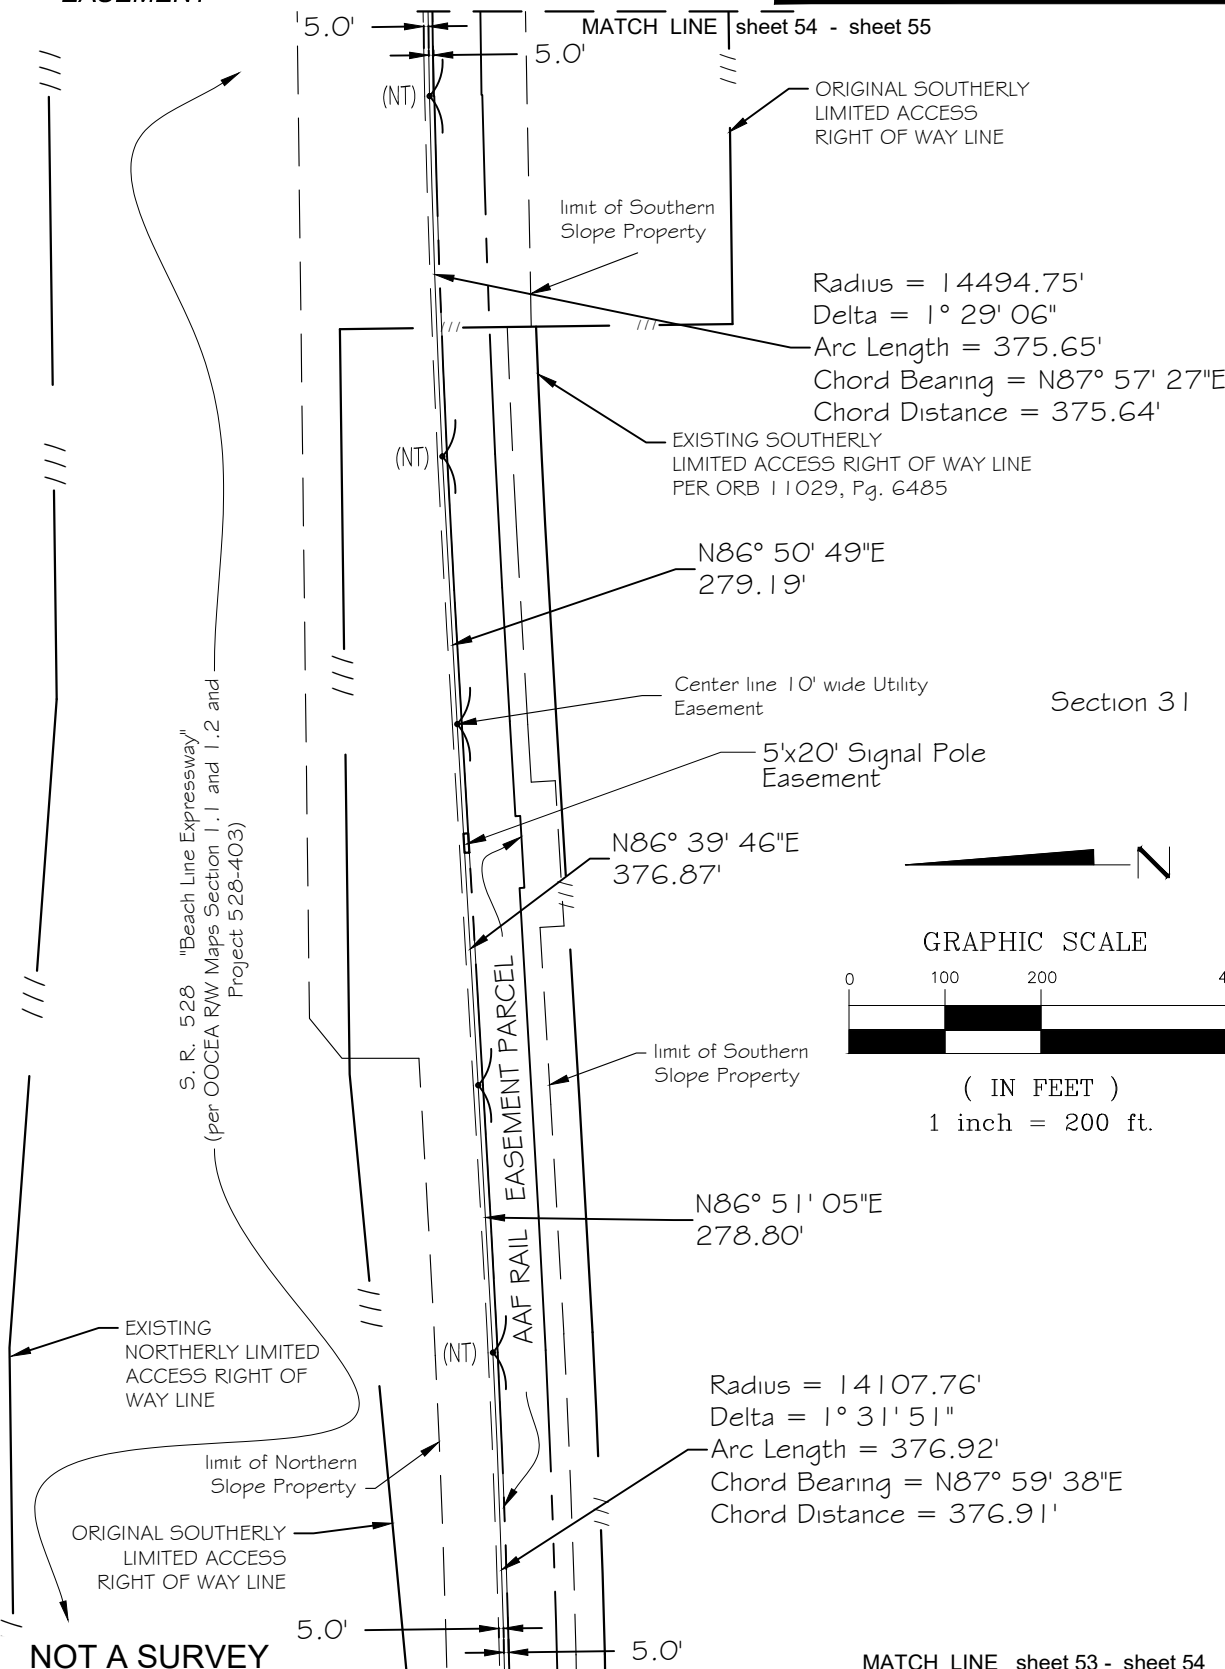 EASEMENT
5.0'
MATCH LINE sheet 54 - sheet 55
5.0'
(NT)
ORIGINAL SOUTHERLY
LIMITED ACCESS
RIGHT OF WAY LINE
limit of Southern
Slope Property
Radius = 14494.75'
Delta = 1° 29' 06"
Arc Length = 375.65'
Chord Bearing = N87° 57' 27"E
Chord Distance = 375.64'
EXISTING SOUTHERLY
LIMITED ACCESS RIGHT OF WAY LINE
PER ORB 11029, Pg. 6485
(NT)
N86° 50' 49"E
279.19'
Center line 10' wide Utility
Easement
Section 31
5'x20' Signal Pole
Easement
S. R. 528 "Beach Line Expressway"
(per OOCEA R/W Maps Section 1.1 and 1.2 and
Project 528-403)
N86° 39' 46"E
376.87'
N
GRAPHIC SCALE
0 100 200 4
( IN FEET )
1 inch = 200 ft.
AAF RAIL EASEMENT PARCEL
limit of Southern
Slope Property
N86° 51' 05"E
278.80'
EXISTING
NORTHERLY LIMITED
ACCESS RIGHT OF
WAY LINE
(NT)
Radius = 14107.76'
Delta = 1° 31' 51"
Arc Length = 376.92'
Chord Bearing = N87° 59' 38"E
Chord Distance = 376.91'
limit of Northern
Slope Property
ORIGINAL SOUTHERLY
LIMITED ACCESS
RIGHT OF WAY LINE
5.0'
5.0'
NOT A SURVEY
MATCH LINE sheet 53 - sheet 54